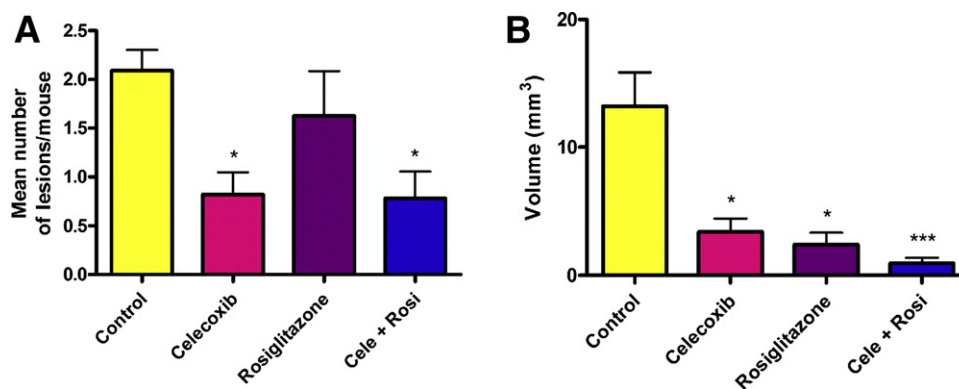 A
Mean number
of lesions/mouse
2.5
2.0
1.5
1.0
0.5
0.0
*
*
Control
Celecoxib
Rosiglitazone
Cele + Rosi
B
Volume (mm³)
20
10
0
*
*
***
Control
Celecoxib
Rosiglitazone
Cele + Rosi